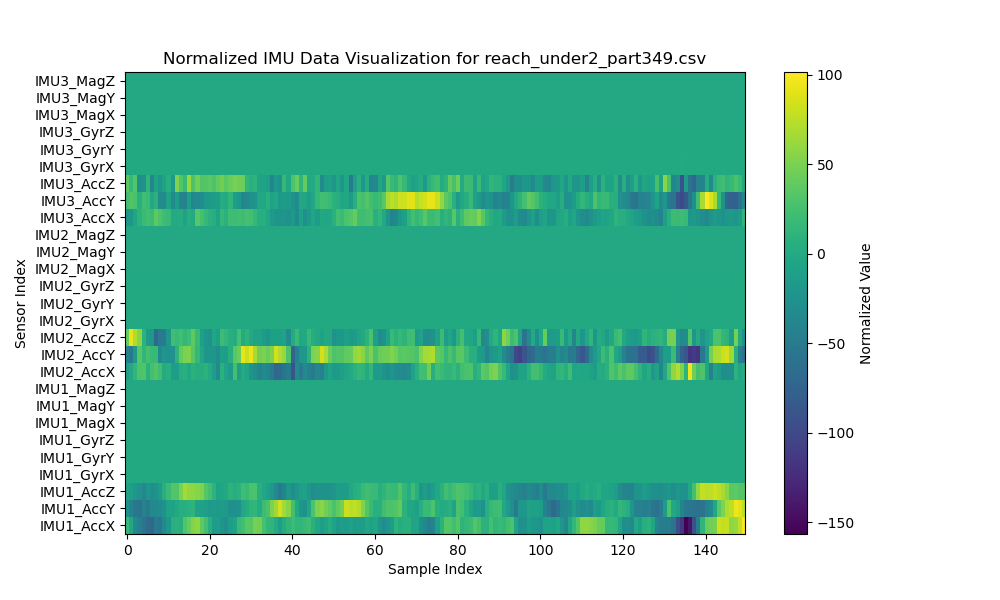 Normalized IMU Data Visualization for reach_under2_part349.csv
IMU3_MagZ
IMU3_MagY
IMU3_MagX
IMU3_GyrZ
IMU3_GyrY
IMU3_GyrX
IMU3_AccZ
IMU3_AccY
IMU3_AccX
IMU2_MagZ
IMU2_MagY
IMU2_MagX
IMU2_GyrZ
IMU2_GyrY
IMU2_GyrX
IMU2_AccZ
IMU2_AccY
IMU2_AccX
IMU1_MagZ
IMU1_MagY
IMU1_MagX
IMU1_GyrZ
IMU1_GyrY
IMU1_GyrX
IMU1_AccZ
IMU1_AccY
IMU1_AccX
Sensor Index
0 20 40 60 80 100 120 140
Sample Index
100
50
0
−50
−100
−150
Normalized Value